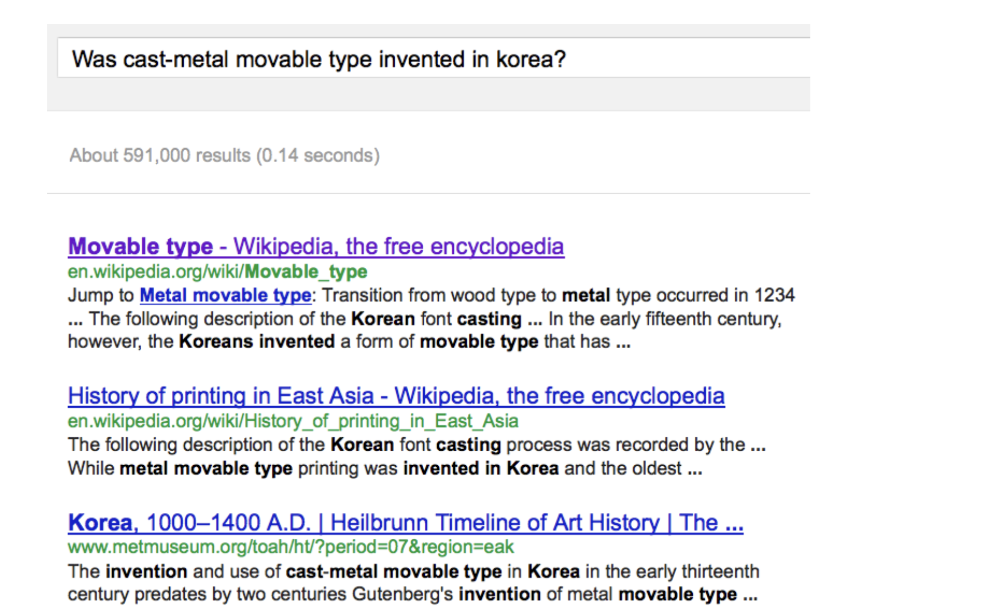 Was cast-metal movable type invented in korea?
About 591,000 results (0.14 seconds)
Movable type - Wikipedia, the free encyclopedia
en.wikipedia.org/wiki/Movable_type
Jump to Metal movable type: Transition from wood type to metal type occurred in 1234
... The following description of the Korean font casting ... In the early fifteenth century,
however, the Koreans invented a form of movable type that has ...
History of printing in East Asia - Wikipedia, the free encyclopedia
en.wikipedia.org/wiki/History_of_printing_in_East_Asia
The following description of the Korean font casting process was recorded by the ...
While metal movable type printing was invented in Korea and the oldest ...
Korea, 1000–1400 A.D. | Heilbrunn Timeline of Art History | The ...
www.metmuseum.org/toah/ht/?period=07&region=eak
The invention and use of cast-metal movable type in Korea in the early thirteenth
century predates by two centuries Gutenberg's invention of metal movable type ...